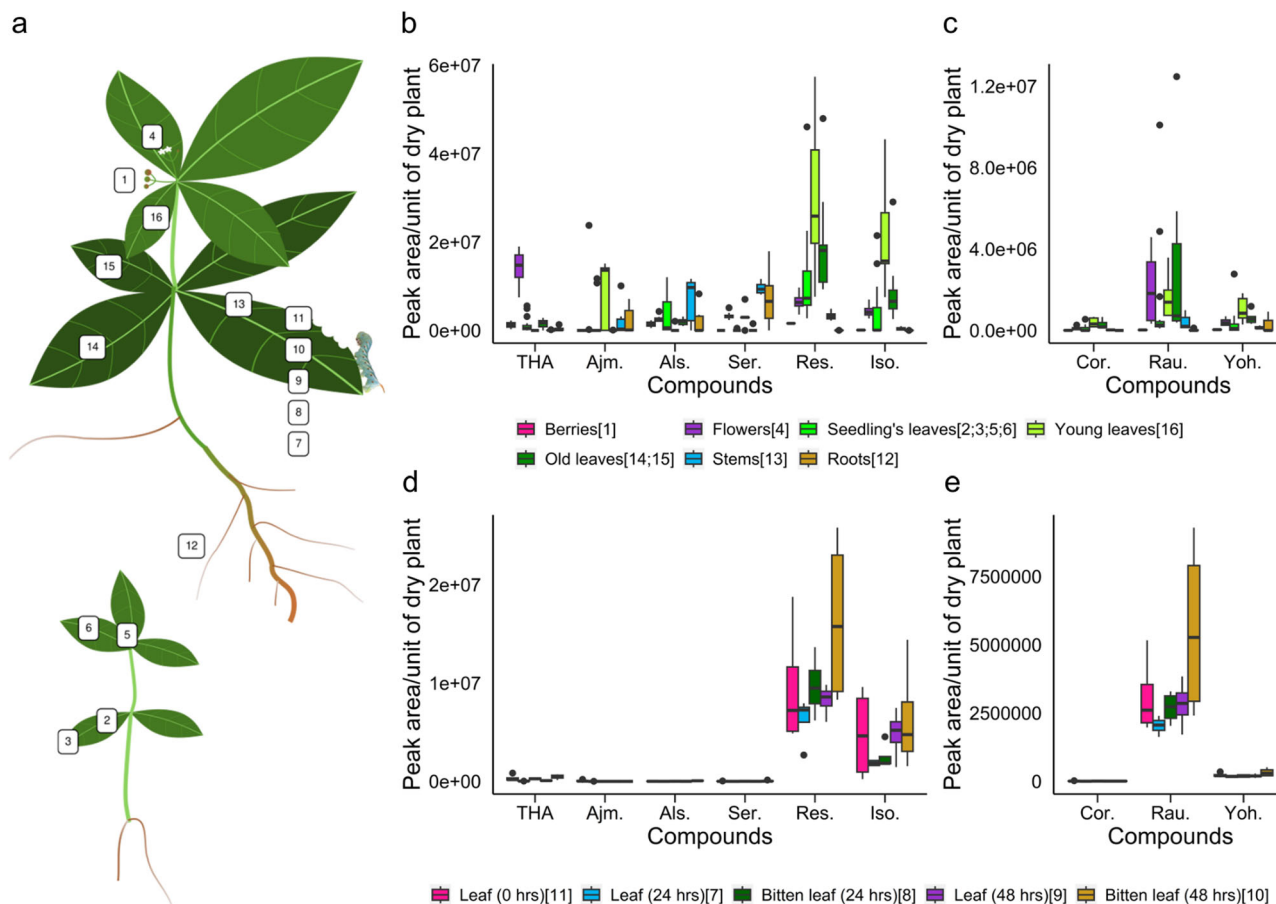 a
4
1
16
15
13
11
14
10
9
8
7
12
6
5
2
3
b
Peak area/unit of dry plant
6e+07
4e+07
2e+07
0e+00
THA Ajm. Als. Ser. Res. Iso.
Compounds
c
Peak area/unit of dry plant
1.2e+07
8.0e+06
4.0e+06
0.0e+00
Cor. Rau. Yoh.
Compounds
Berries[1] Flowers[4] Seedling's leaves[2;3;5;6] Young leaves[16]
Old leaves[14;15] Stems[13] Roots[12]
d
Peak area/unit of dry plant
2e+07
1e+07
0e+00
THA Ajm. Als. Ser. Res. Iso.
Compounds
e
Peak area/unit of dry plant
7500000
5000000
2500000
0
Cor. Rau. Yoh.
Compounds
Leaf (0 hrs)[11] Leaf (24 hrs)[7] Bitten leaf (24 hrs)[8] Leaf (48 hrs)[9] Bitten leaf (48 hrs)[10]